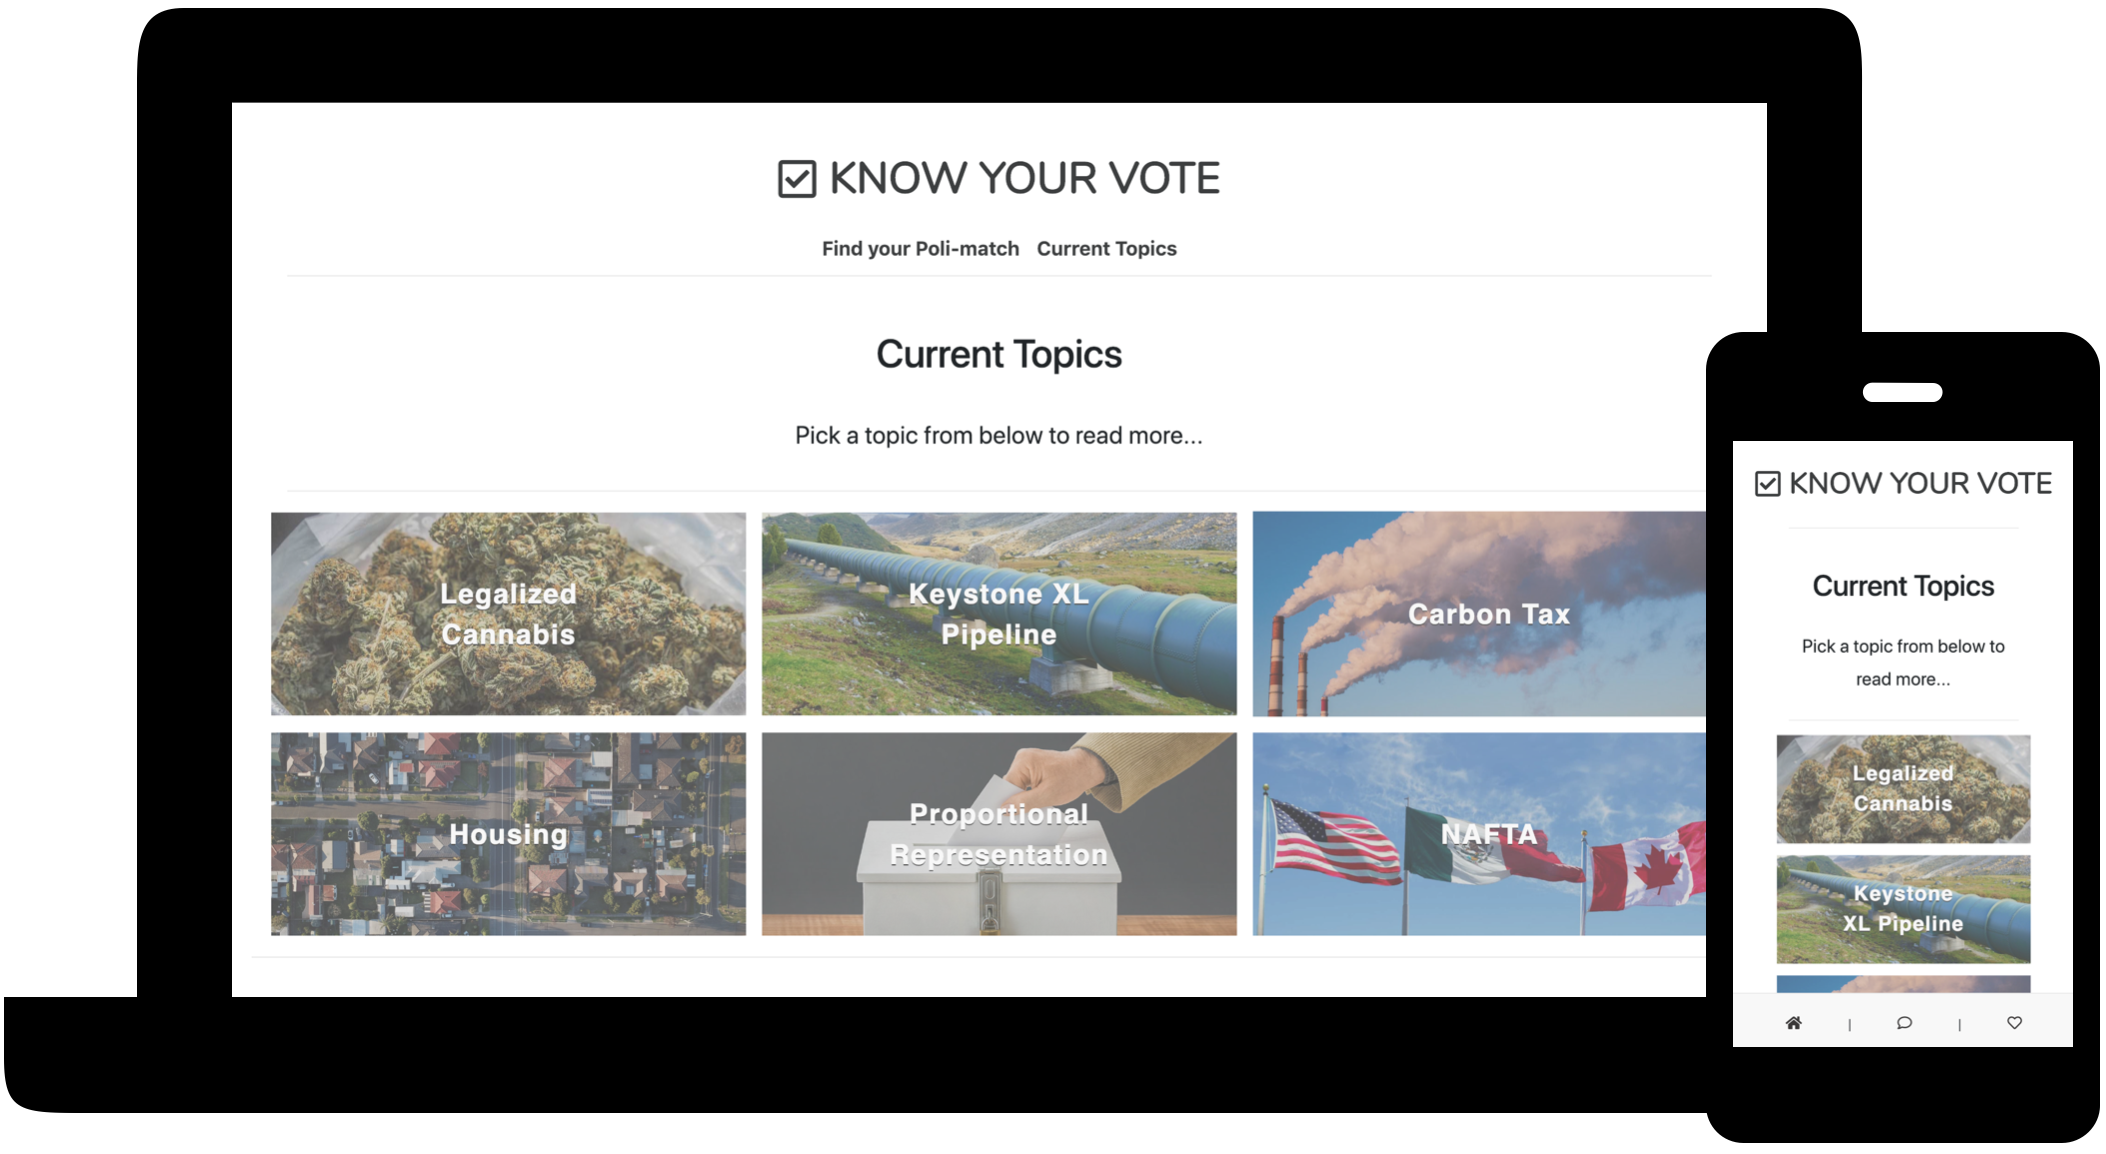 KNOW YOUR VOTE
Find your Poli-match Current Topics
Current Topics
Pick a topic from below to read more...
Legalized
Cannabis
Keystone XL
Pipeline
Carbon Tax
Housing
Proportional
Representation
NAFTA
KNOW YOUR VOTE
Current Topics
Pick a topic from below to
read more...
Legalized
Cannabis
Keystone
XL Pipeline